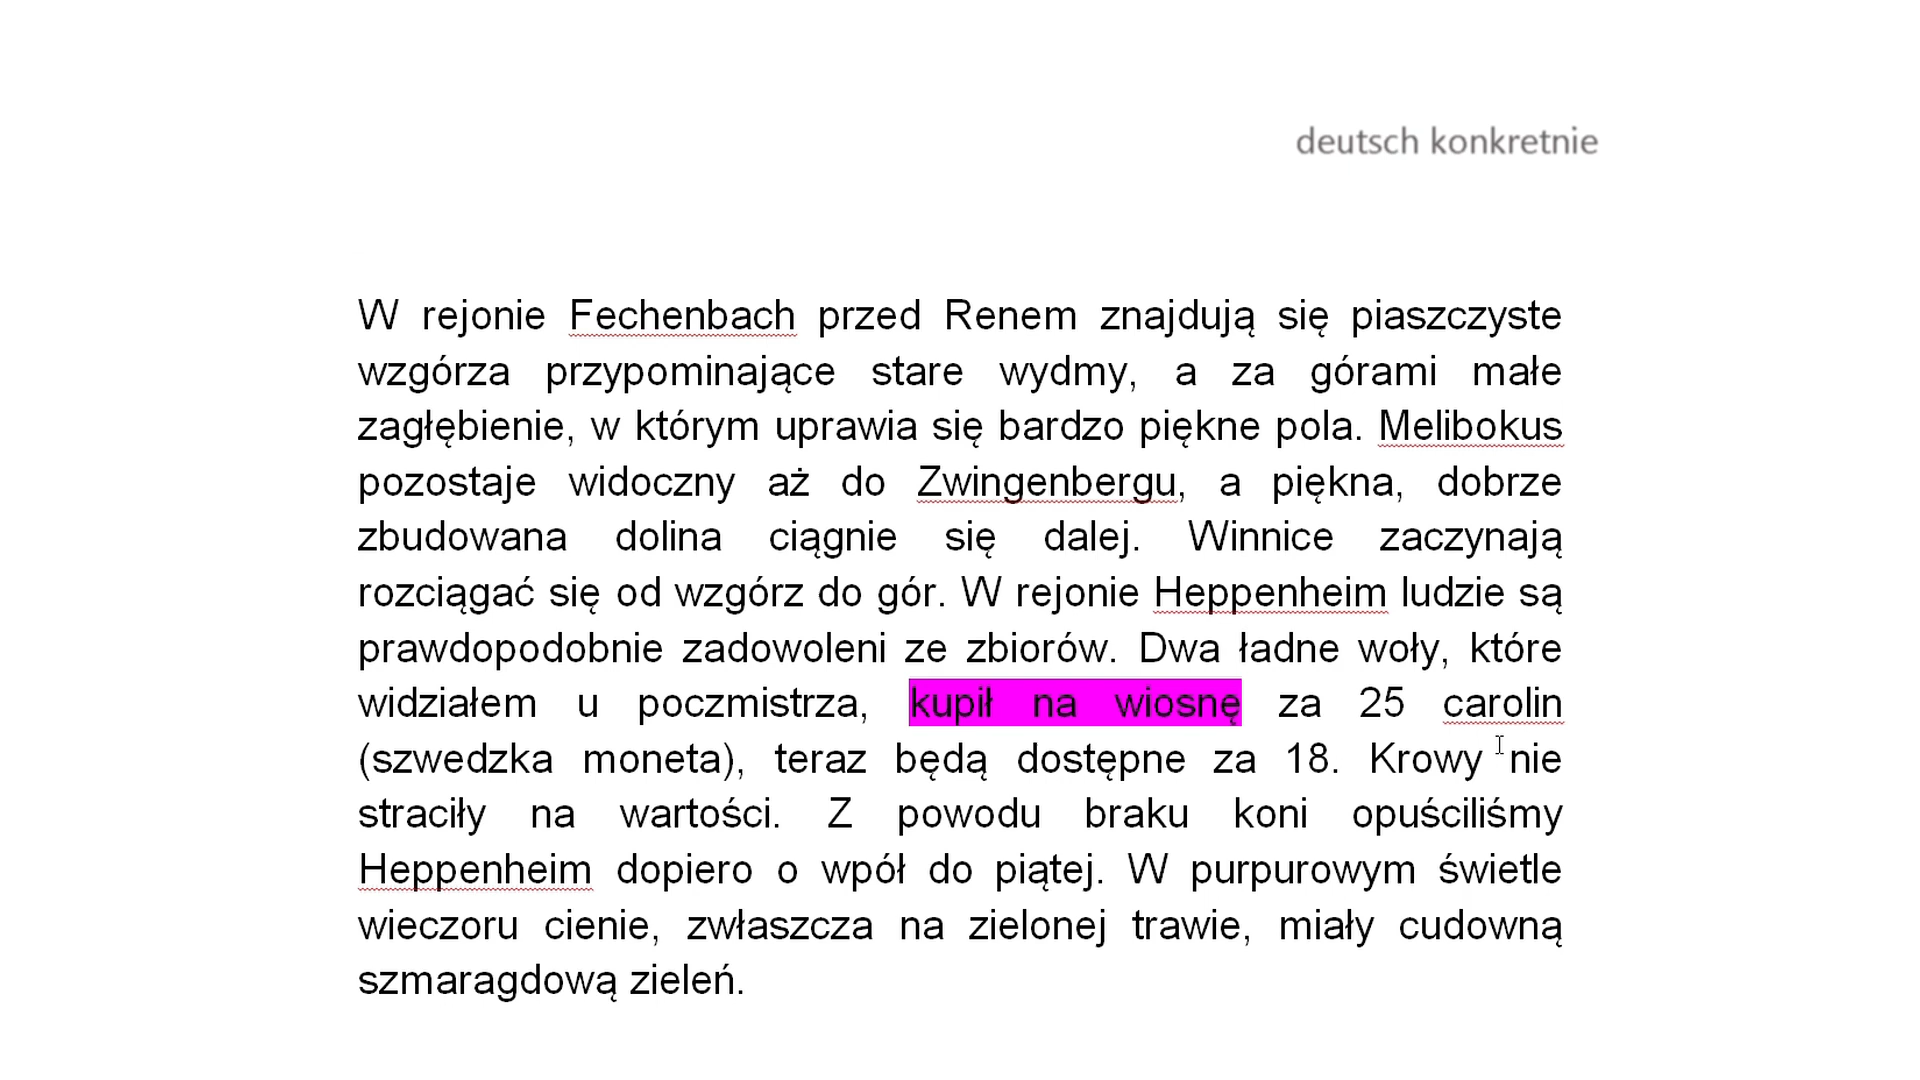 deutsch konkretnie
W rejonie Fechenbach przed Renem znajdują się piaszczyste
wzgórza przypominające stare wydmy, a za górami małe
zagłębienie, w którym uprawia się bardzo piękne pola. Melibokus
pozostaje widoczny aż do Zwingenbergu, a piękna, dobrze
zbudowana dolina ciągnie się dalej. Winnice zaczynają
rozciągać się od wzgórz do gór. W rejonie Heppenheim ludzie są
prawdopodobnie zadowoleni ze zbiorów. Dwa ładne woły, które
widziałem u poczmistrza, kupił na wiosnę za 25 carolin
(szwedzka moneta), teraz będą dostępne za 18. Krowy nie
straciły na wartości. Z powodu braku koni opuściliśmy
Heppenheim dopiero o wpół do piątej. W purpurowym świetle
wieczoru cienie, zwłaszcza na zielonej trawie, miały cudowną
szmaragdową zieleń.